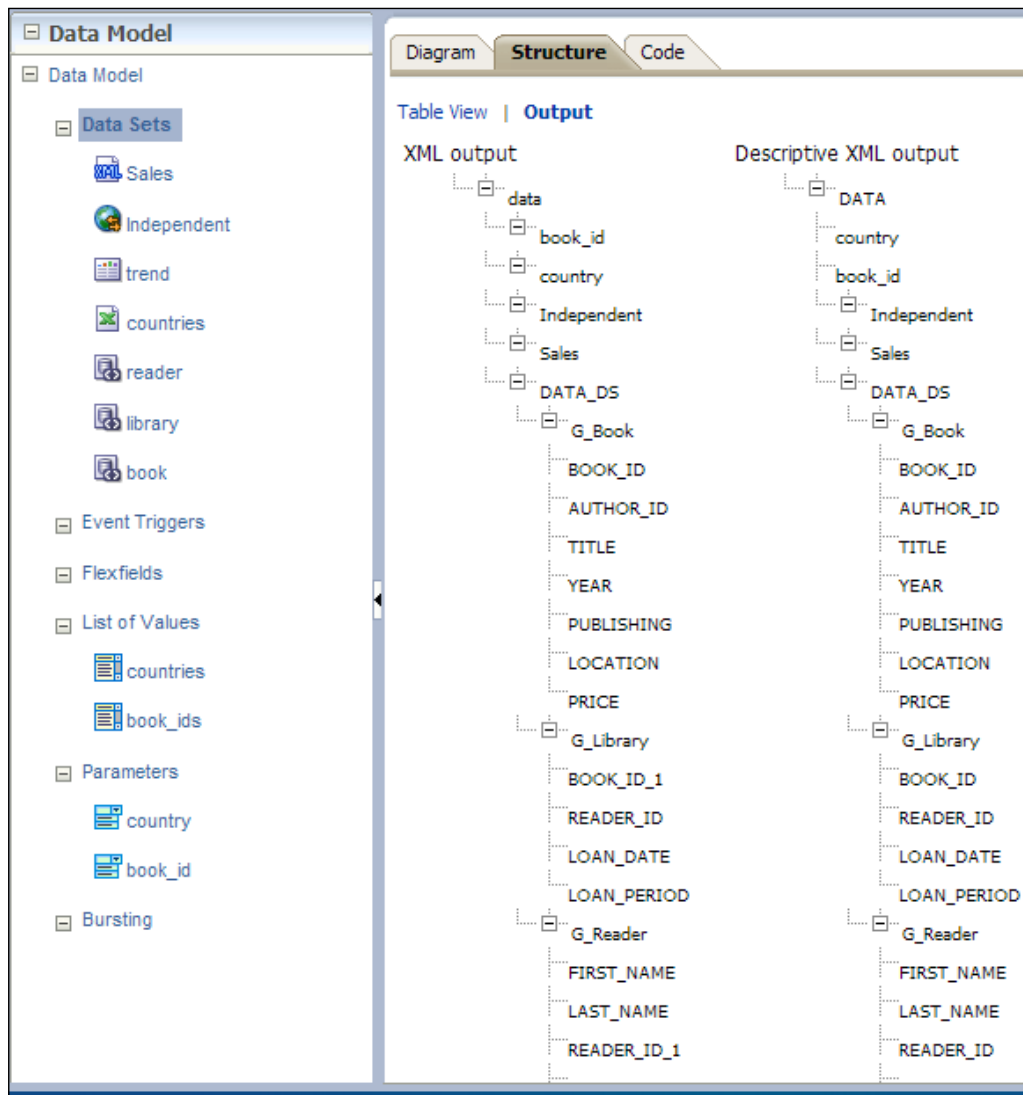 Data Model
Data Model
Data Sets
Sales
Independent
trend
countries
reader
library
book
Event Triggers
Flexfields
List of Values
countries
book_ids
Parameters
country
book_id
Bursting
Diagram Structure Code
Table View | Output
XML output Descriptive XML output
data DATA
book_id country
country book_id
Independent Independent
Sales Sales
DATA_DS DATA_DS
G_Book G_Book
BOOK_ID BOOK_ID
AUTHOR_ID AUTHOR_ID
TITLE TITLE
YEAR YEAR
PUBLISHING PUBLISHING
LOCATION LOCATION
PRICE PRICE
G_Library G_Library
BOOK_ID_1 BOOK_ID
READER_ID READER_ID
LOAN_DATE LOAN_DATE
LOAN_PERIOD LOAN_PERIOD
G_Reader G_Reader
FIRST_NAME FIRST_NAME
LAST_NAME LAST_NAME
READER_ID_1 READER_ID